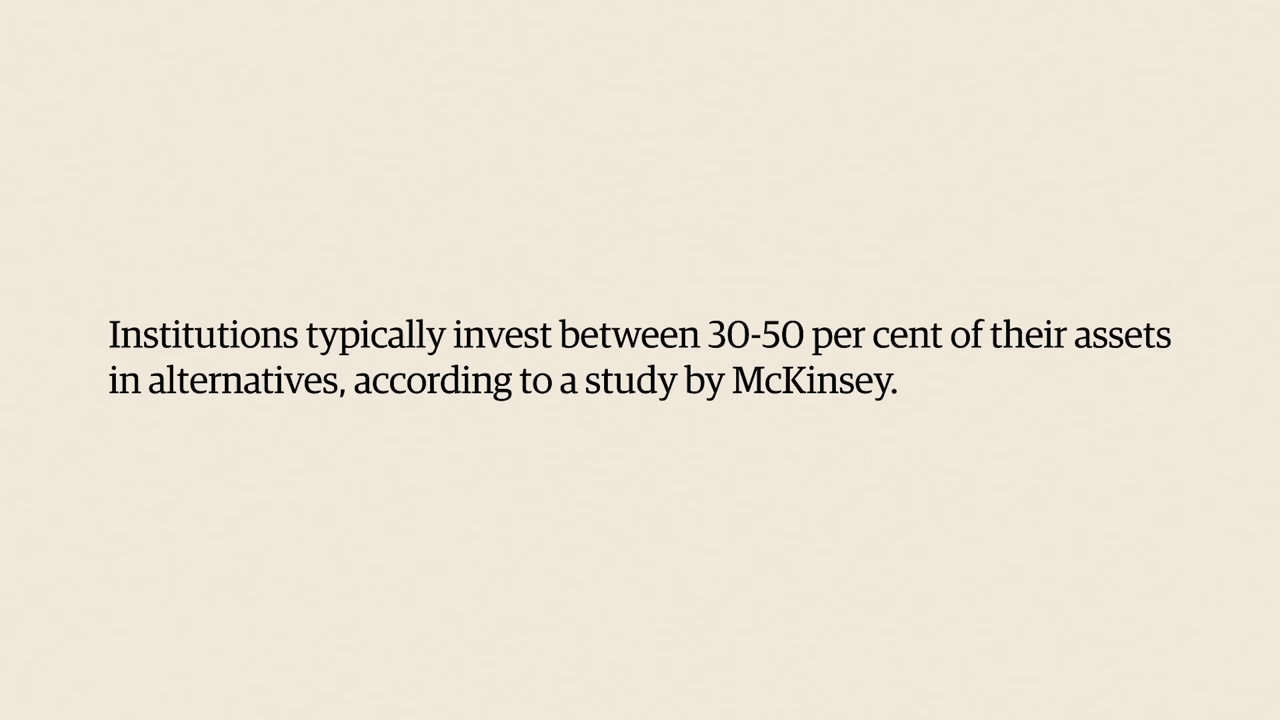 Institutions typically invest between 30-50 per cent of their assets
in alternatives, according to a study by McKinsey.